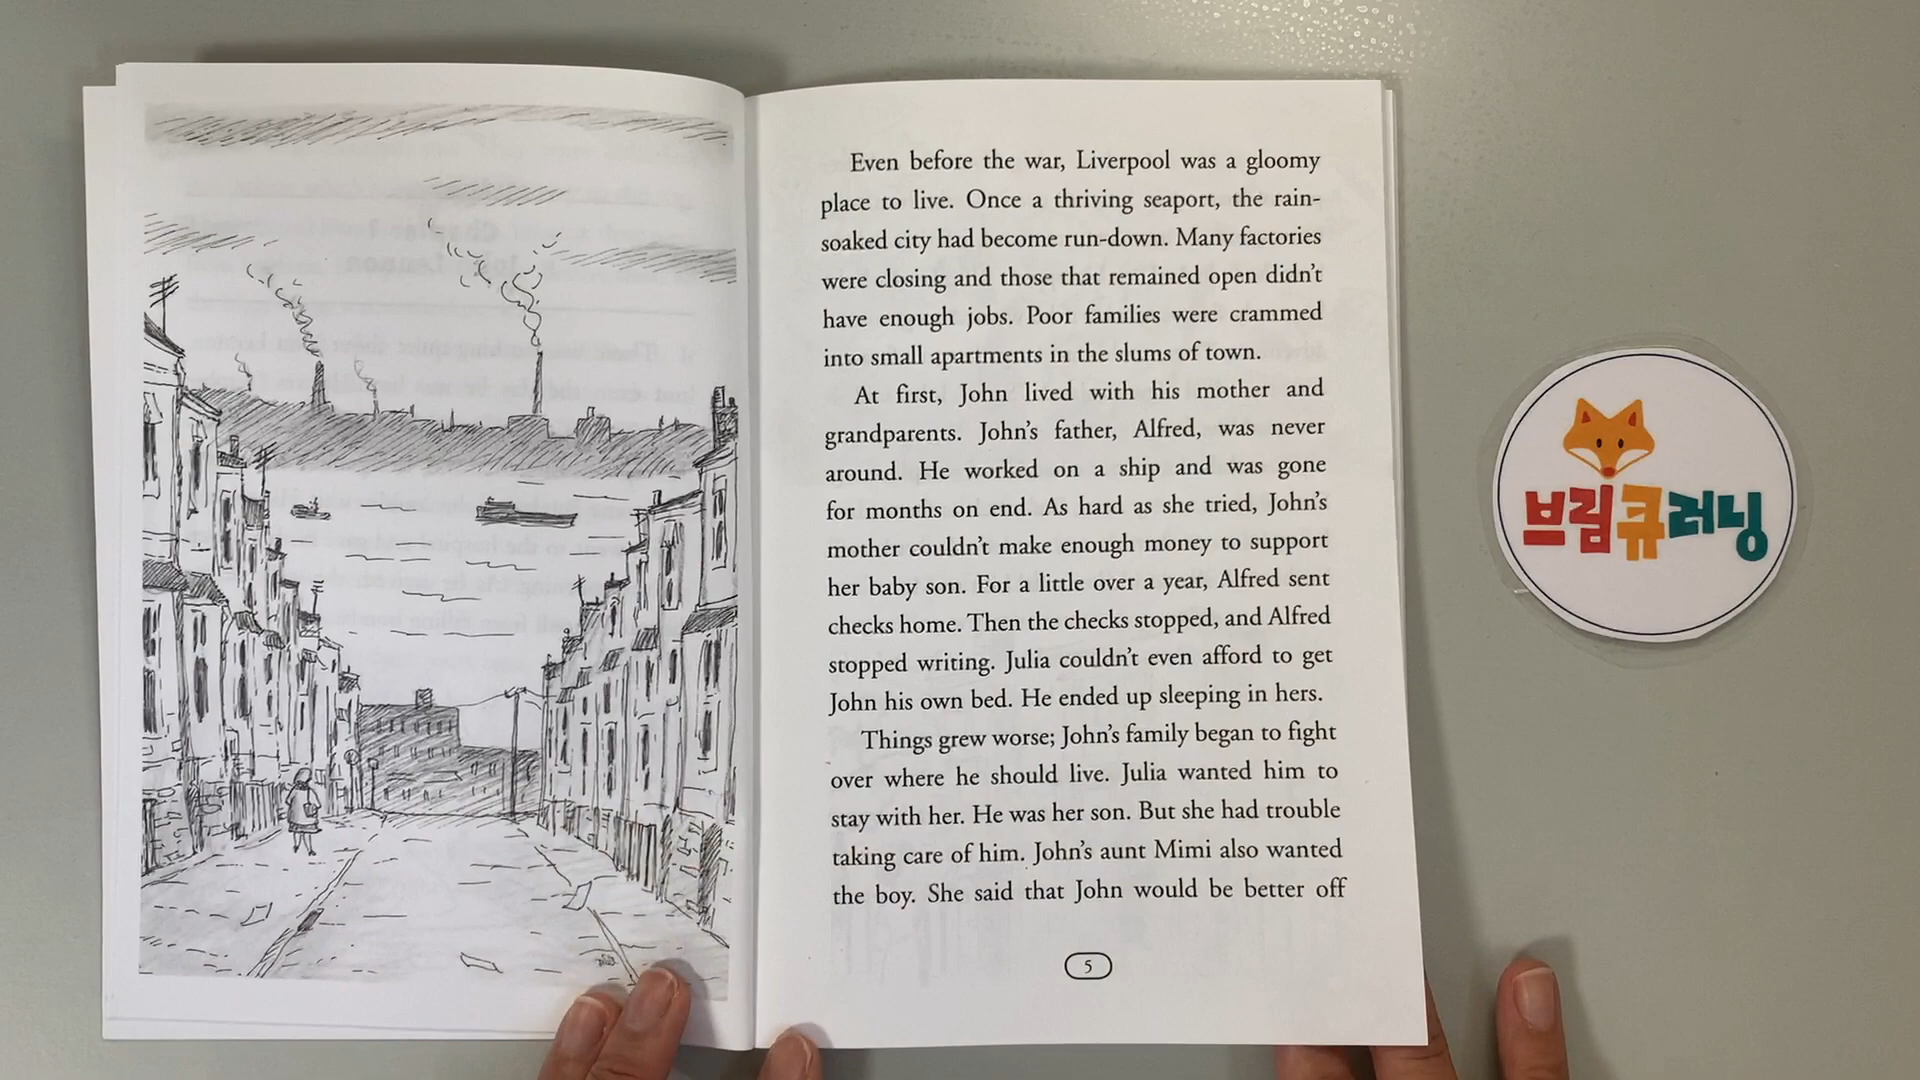 Even before the war, Liverpool was a gloomy
place to live. Once a thriving seaport, the rain-
soaked city had become run-down. Many factories
were closing and those that remained open didn't
have enough jobs. Poor families were crammed
into small apartments in the slums of town.
At first, John lived with his mother and
grandparents. John's father, Alfred, was never
around. He worked on a ship and was gone
for months on end. As hard as she tried, John's
mother couldn't make enough money to support
her baby son. For a little over a year, Alfred sent
checks home. Then the checks stopped, and Alfred
stopped writing. Julia couldn't even afford to get
John his own bed. He ended up sleeping in hers.
Things grew worse; John's family began to fight
over where he should live. Julia wanted him to
stay with her. He was her son. But she had trouble
taking care of him. John's aunt Mimi also wanted
the boy. She said that John would be better off
5
브림큐러닝